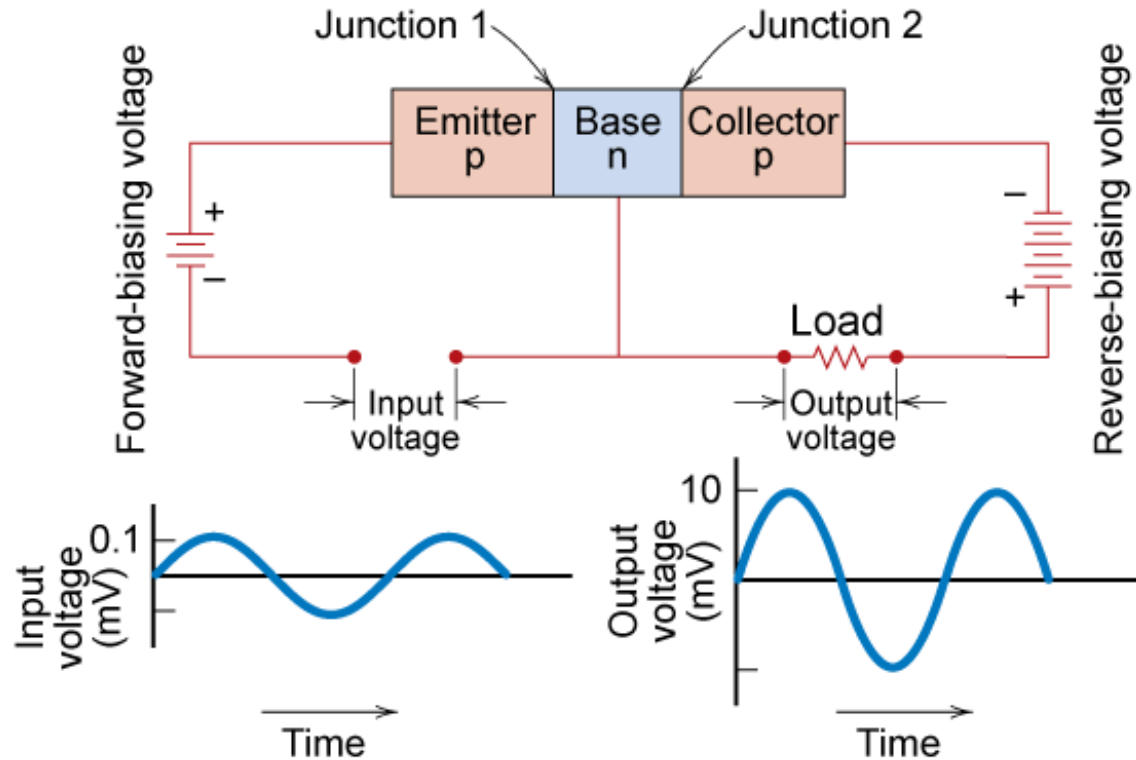 Junction 1
Junction 2
Forward-biasing voltage
Emitter
p
Base
n
Collector
p
Reverse-biasing voltage
+
–
–
+
Load
Input
voltage
Output
voltage
Input
voltage
(mV)
0.1
Time
Output
voltage
(mV)
10
Time